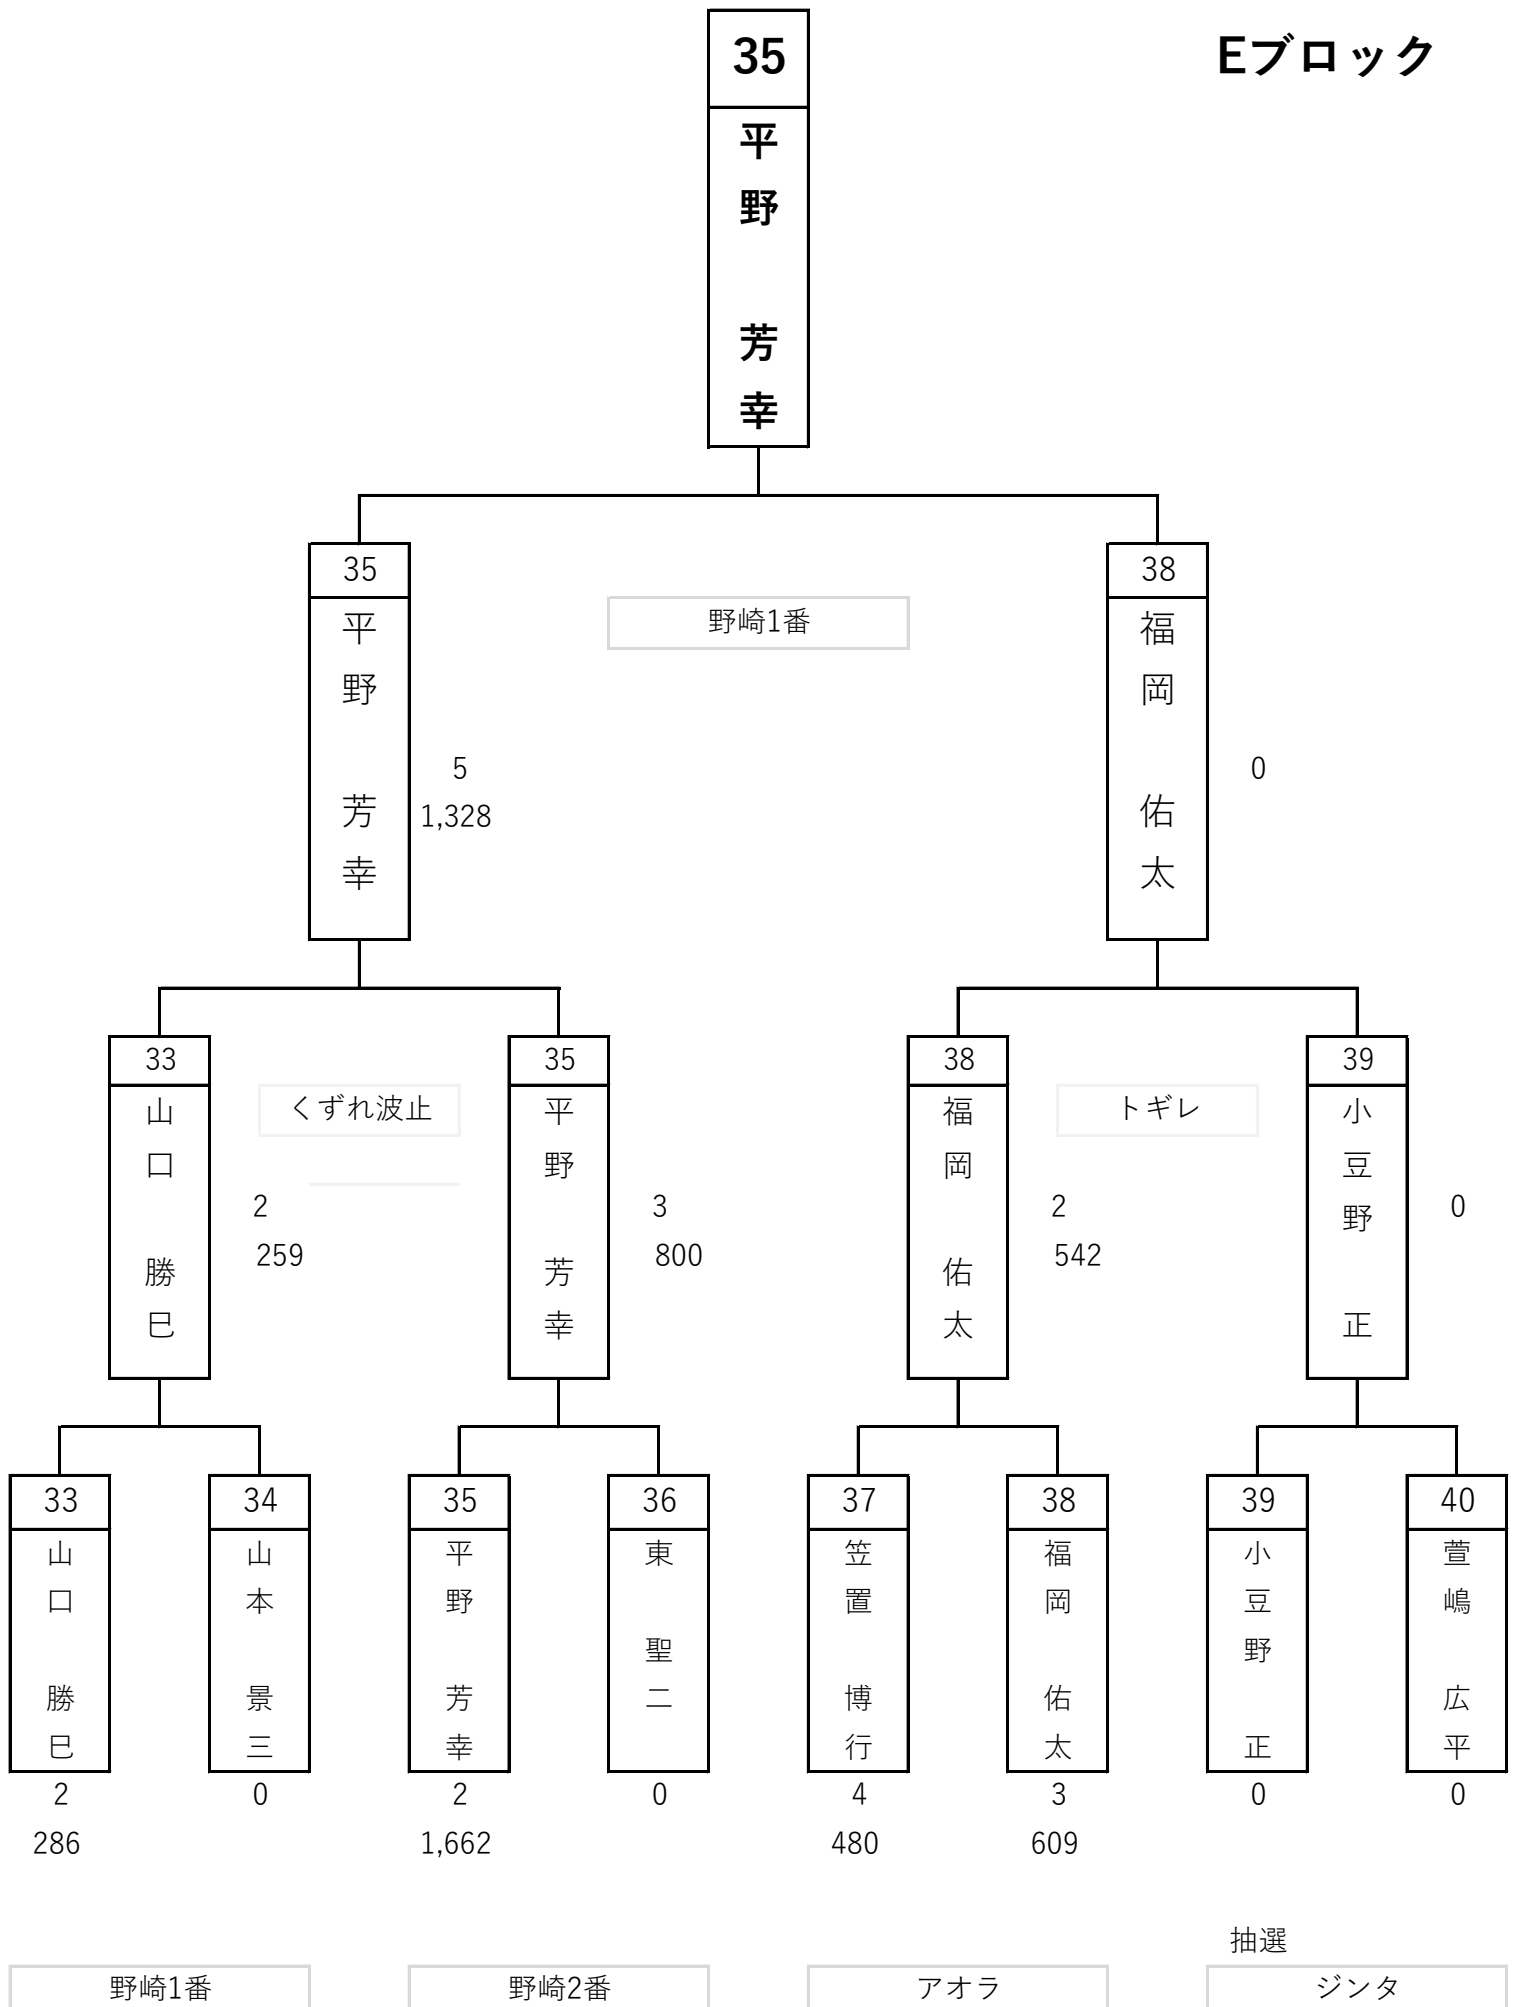 35
Eブロック
平野 芳幸
35
38
平野 芳幸
野崎1番
福岡 佑太
5
0
1,328
33
35
38
39
山口 勝巳
くずれ波止
平野 芳幸
福岡 佑太
トギレ
小豆野 正
2
3
2
0
259
800
542
33
34
35
36
37
38
39
40
山口 勝巳
山本 景三
平野 芳幸
東 聖二
笠置 博行
福岡 佑太
小豆野 正
萱嶋 広平
2
0
2
0
4
3
0
0
286
1,662
480
609
抽選
野崎1番
野崎2番
アオラ
ジンタ